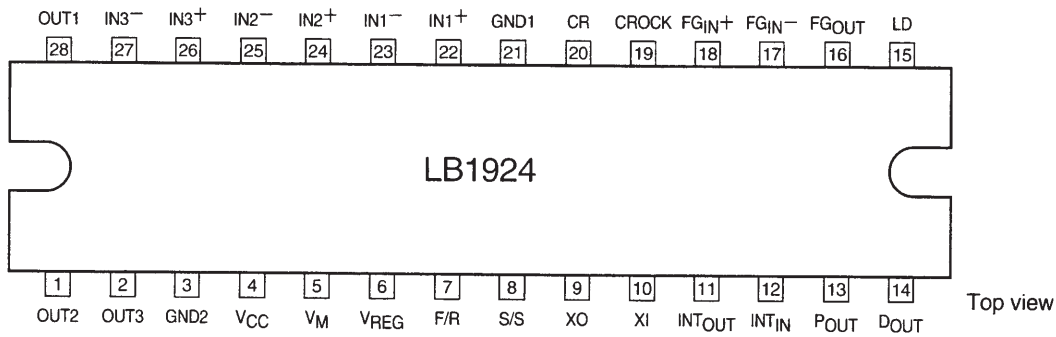 OUT1 IN3− IN3+ IN2− IN2+ IN1− IN1+ GND1 CR CROCK FGIN+ FGIN− FGOUT LD
28 27 26 25 24 23 22 21 20 19 18 17 16 15
LB1924
1 2 3 4 5 6 7 8 9 10 11 12 13 14
OUT2 OUT3 GND2 VCC VM VREG F/R S/S XO XI INTOUT INTIN POUT DOUT
Top view